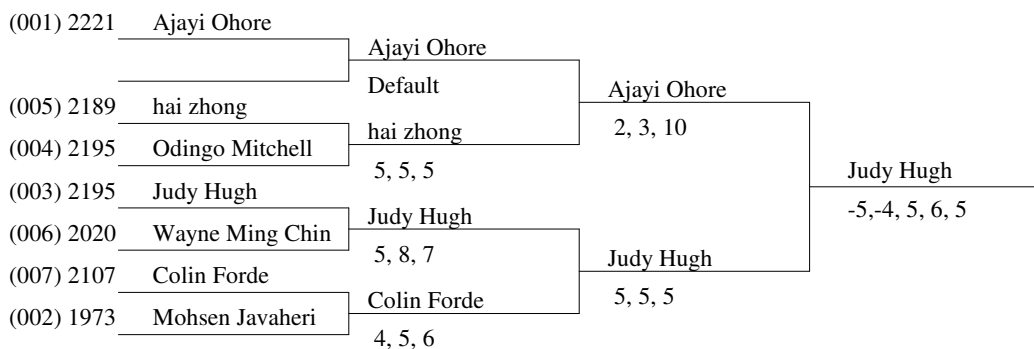 (001) 2221 Ajayi Ohore
Ajayi Ohore
Default
Ajayi Ohore
2, 3, 10
(005) 2189 hai zhong
hai zhong
5, 5, 5
(004) 2195 Odingo Mitchell
Judy Hugh
-5,-4, 5, 6, 5
(003) 2195 Judy Hugh
Judy Hugh
5, 8, 7
(006) 2020 Wayne Ming Chin
Judy Hugh
5, 5, 5
(007) 2107 Colin Forde
Colin Forde
4, 5, 6
(002) 1973 Mohsen Javaheri